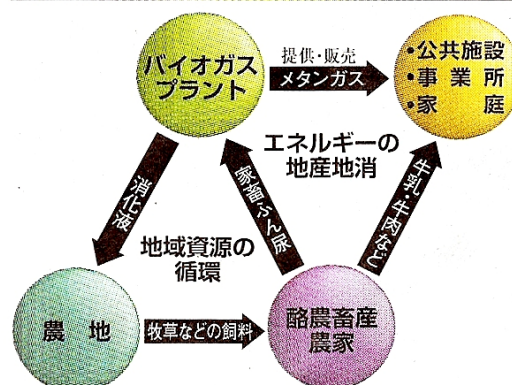 バイオガス
プラント
提供・販売
メタンガス
・公共施設
・事業所
・家庭
エネルギーの
地産地消
消化液
家畜ふん尿
牛乳・牛肉など
地域資源の
循環
農地
牧草などの飼料
酪農畜産
農家